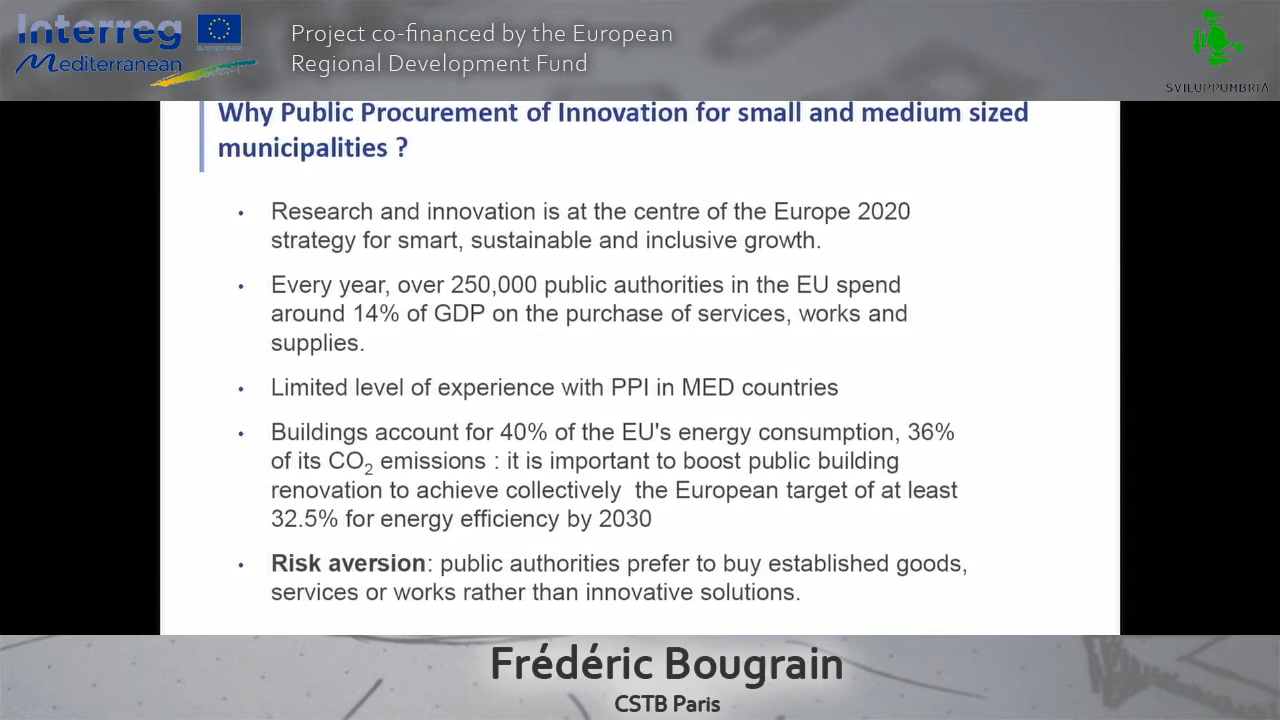 Interreg
Mediterranean
Project co-financed by the European
Regional Development Fund
SVILUPPUMBRIA
Why Public Procurement of Innovation for small and medium sized
municipalities ?
• Research and innovation is at the centre of the Europe 2020
strategy for smart, sustainable and inclusive growth.
• Every year, over 250,000 public authorities in the EU spend
around 14% of GDP on the purchase of services, works and
supplies.
• Limited level of experience with PPI in MED countries
• Buildings account for 40% of the EU's energy consumption, 36%
of its CO₂ emissions : it is important to boost public building
renovation to achieve collectively the European target of at least
32.5% for energy efficiency by 2030
• Risk aversion: public authorities prefer to buy established goods,
services or works rather than innovative solutions.
Frédéric Bougrain
CSTB Paris